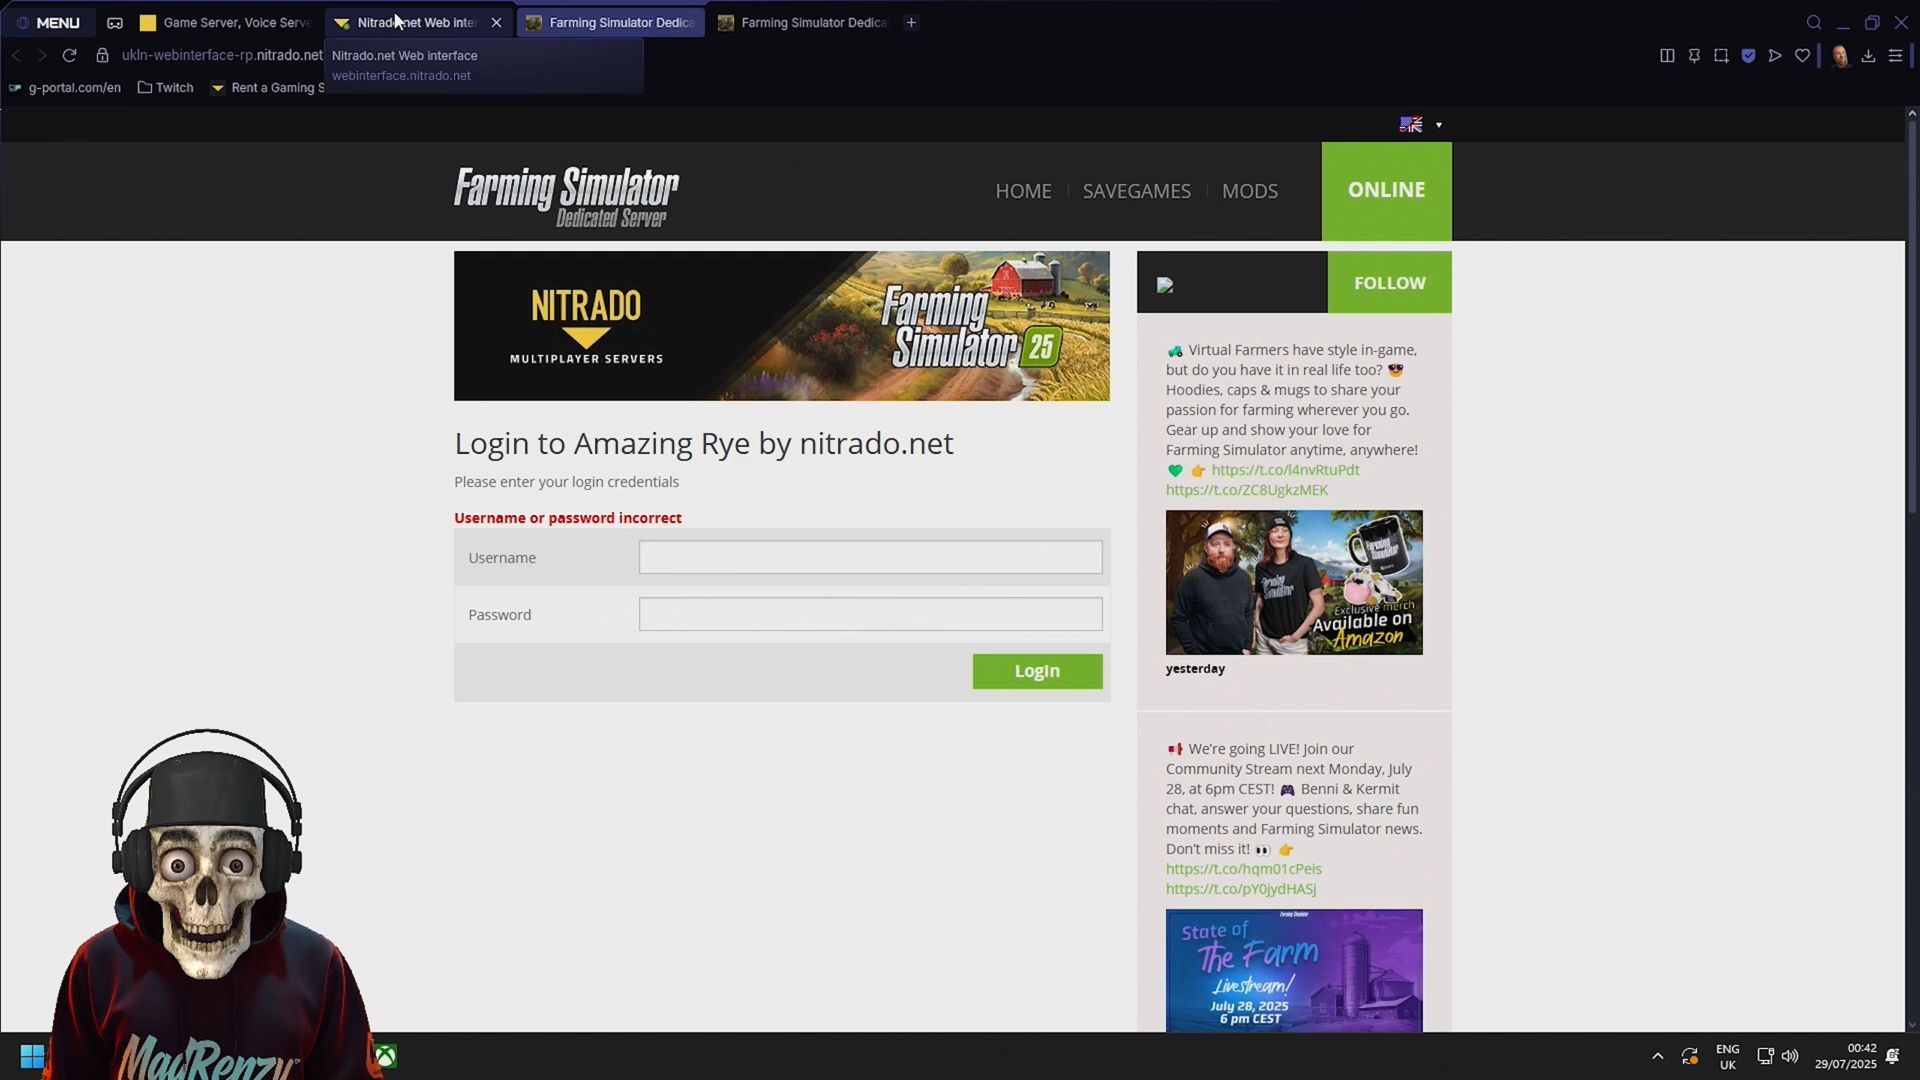 MENU
Game Server, Voice Serve
Nitrado.net Web inter
Farming Simulator Dedica
Farming Simulator Dedica
ukln-webinterface-rp.nitrado.net
Nitrado.net Web interface
webinterface.nitrado.net
g-portal.com/en
Twitch
Rent a Gaming S
Farming Simulator
Dedicated Server
HOME
SAVEGAMES
MODS
ONLINE
NITRADO
MULTIPLAYER SERVERS
Farming
Simulator 25
FOLLOW
Login to Amazing Rye by nitrado.net
Please enter your login credentials
Username or password incorrect
Username
Password
Login
Virtual Farmers have style in-game,
but do you have it in real life too?
Hoodies, caps & mugs to share your
passion for farming wherever you go.
Gear up and show your love for
Farming Simulator anytime, anywhere!
https://t.co/l4nvRtuPdt
https://t.co/ZC8UgkzMEK
Exclusive merch
Available on
Amazon
yesterday
We're going LIVE! Join our
Community Stream next Monday, July
28, at 6pm CEST! Benni & Kermit
chat, answer your questions, share fun
moments and Farming Simulator news.
Don't miss it!
https://t.co/hqm01cPeis
https://t.co/pY0jydHASj
Farming Simulator
State of
The Farm
Livestream!
July 28, 2025
6 pm CEST
MadRenzy
ENG
UK
00:42
29/07/2025